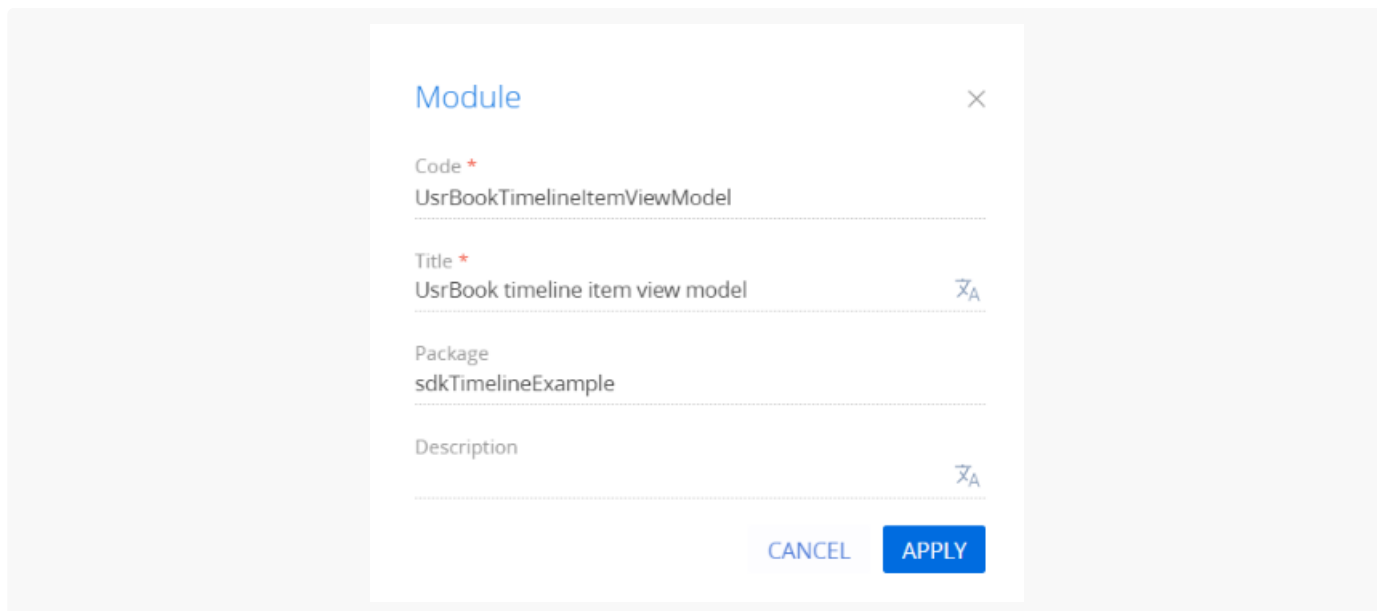 Module
Code *
UsrBookTimelineItemViewModel
Title *
UsrBook timeline item view model
Package
sdkTimelineExample
Description
CANCEL APPLY